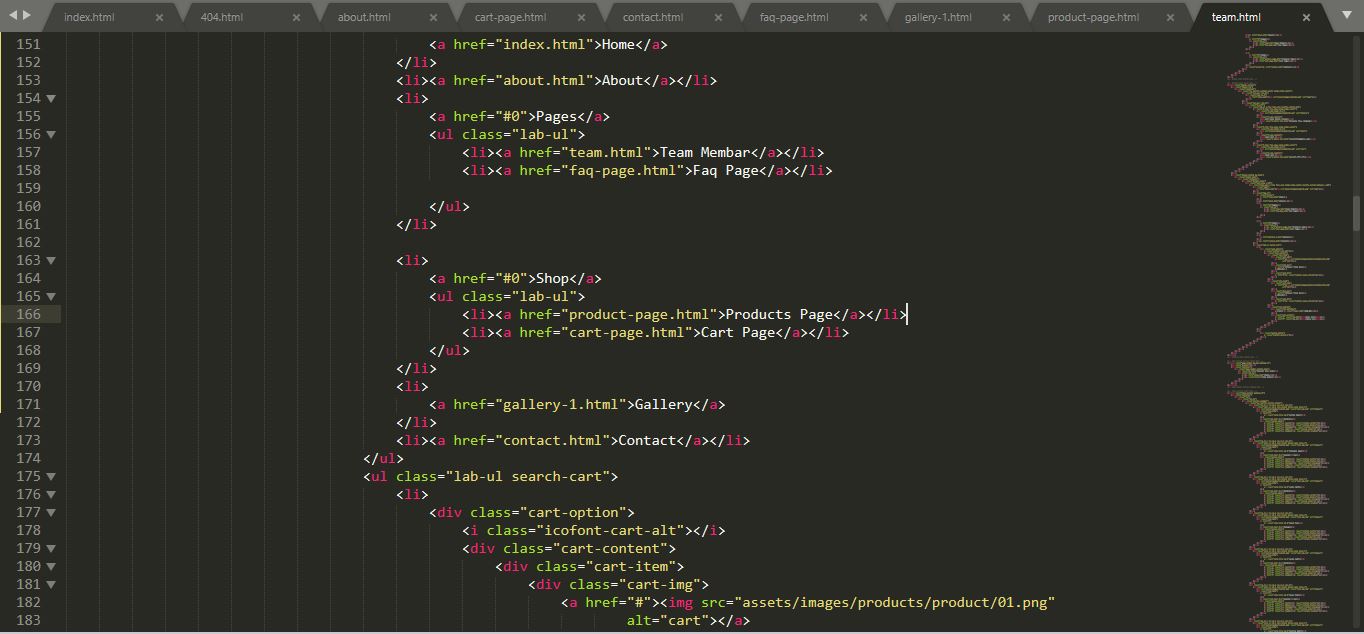 index.html × 404.html × about.html × cart-page.html × contact.html × faq-page.html × gallery-1.html × product-page.html × team.html ×
151 <a href="index.html">Home</a>
152 </li>
153 <li><a href="about.html">About</a></li>
154 <li>
155 <a href="#0">Pages</a>
156 <ul class="lab-ul">
157 <li><a href="team.html">Team Membar</a></li>
158 <li><a href="faq-page.html">Faq Page</a></li>
159
160 </ul>
161 </li>
162
163 <li>
164 <a href="#0">Shop</a>
165 <ul class="lab-ul">
166 <li><a href="product-page.html">Products Page</a></li>
167 <li><a href="cart-page.html">Cart Page</a></li>
168 </ul>
169 </li>
170 <li>
171 <a href="gallery-1.html">Gallery</a>
172 </li>
173 <li><a href="contact.html">Contact</a></li>
174 </ul>
175 <ul class="lab-ul search-cart">
176 <li>
177 <div class="cart-option">
178 <i class="icofont-cart-alt"></i>
179 <div class="cart-content">
180 <div class="cart-item">
181 <div class="cart-img">
182 <a href="#"><img src="assets/images/products/product/01.png"
183 alt="cart"></a>